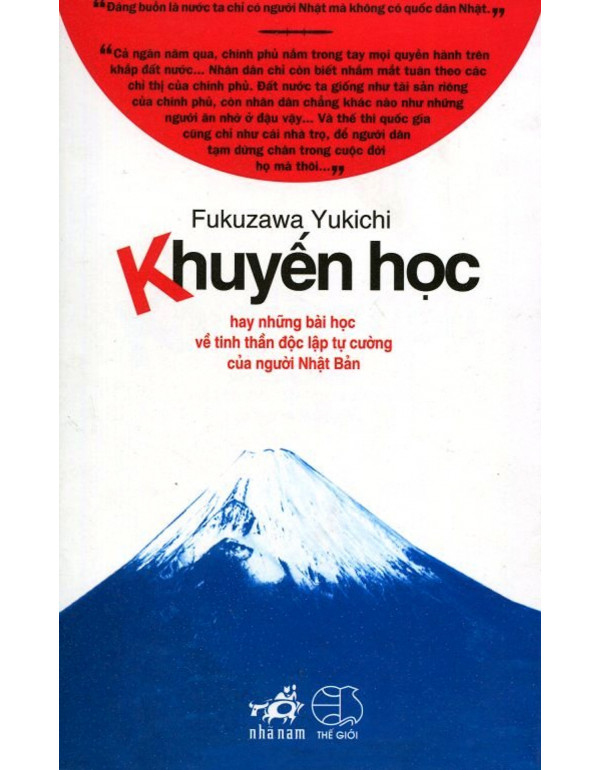 “Đáng buồn là nước ta chỉ có người Nhật mà không có quốc dân Nhật.„
“Cả ngàn năm qua, chính phủ nắm trong tay mọi quyền hành trên
khắp đất nước... Nhân dân chỉ còn biết nhắm mắt tuân theo các
chỉ thị của chính phủ. Đất nước ta giống như tài sản riêng
của chính phủ, còn nhân dân chẳng khác nào như những
người ăn nhờ ở đậu vậy... Và thế thì quốc gia
cũng chỉ như cái nhà trọ, để người dân
tạm dừng chân trong cuộc đời
họ mà thôi...„
Fukuzawa Yukichi
Khuyến học
hay những bài học
về tinh thần độc lập tự cường
của người Nhật Bản
nhã nam
THẾ GIỚI